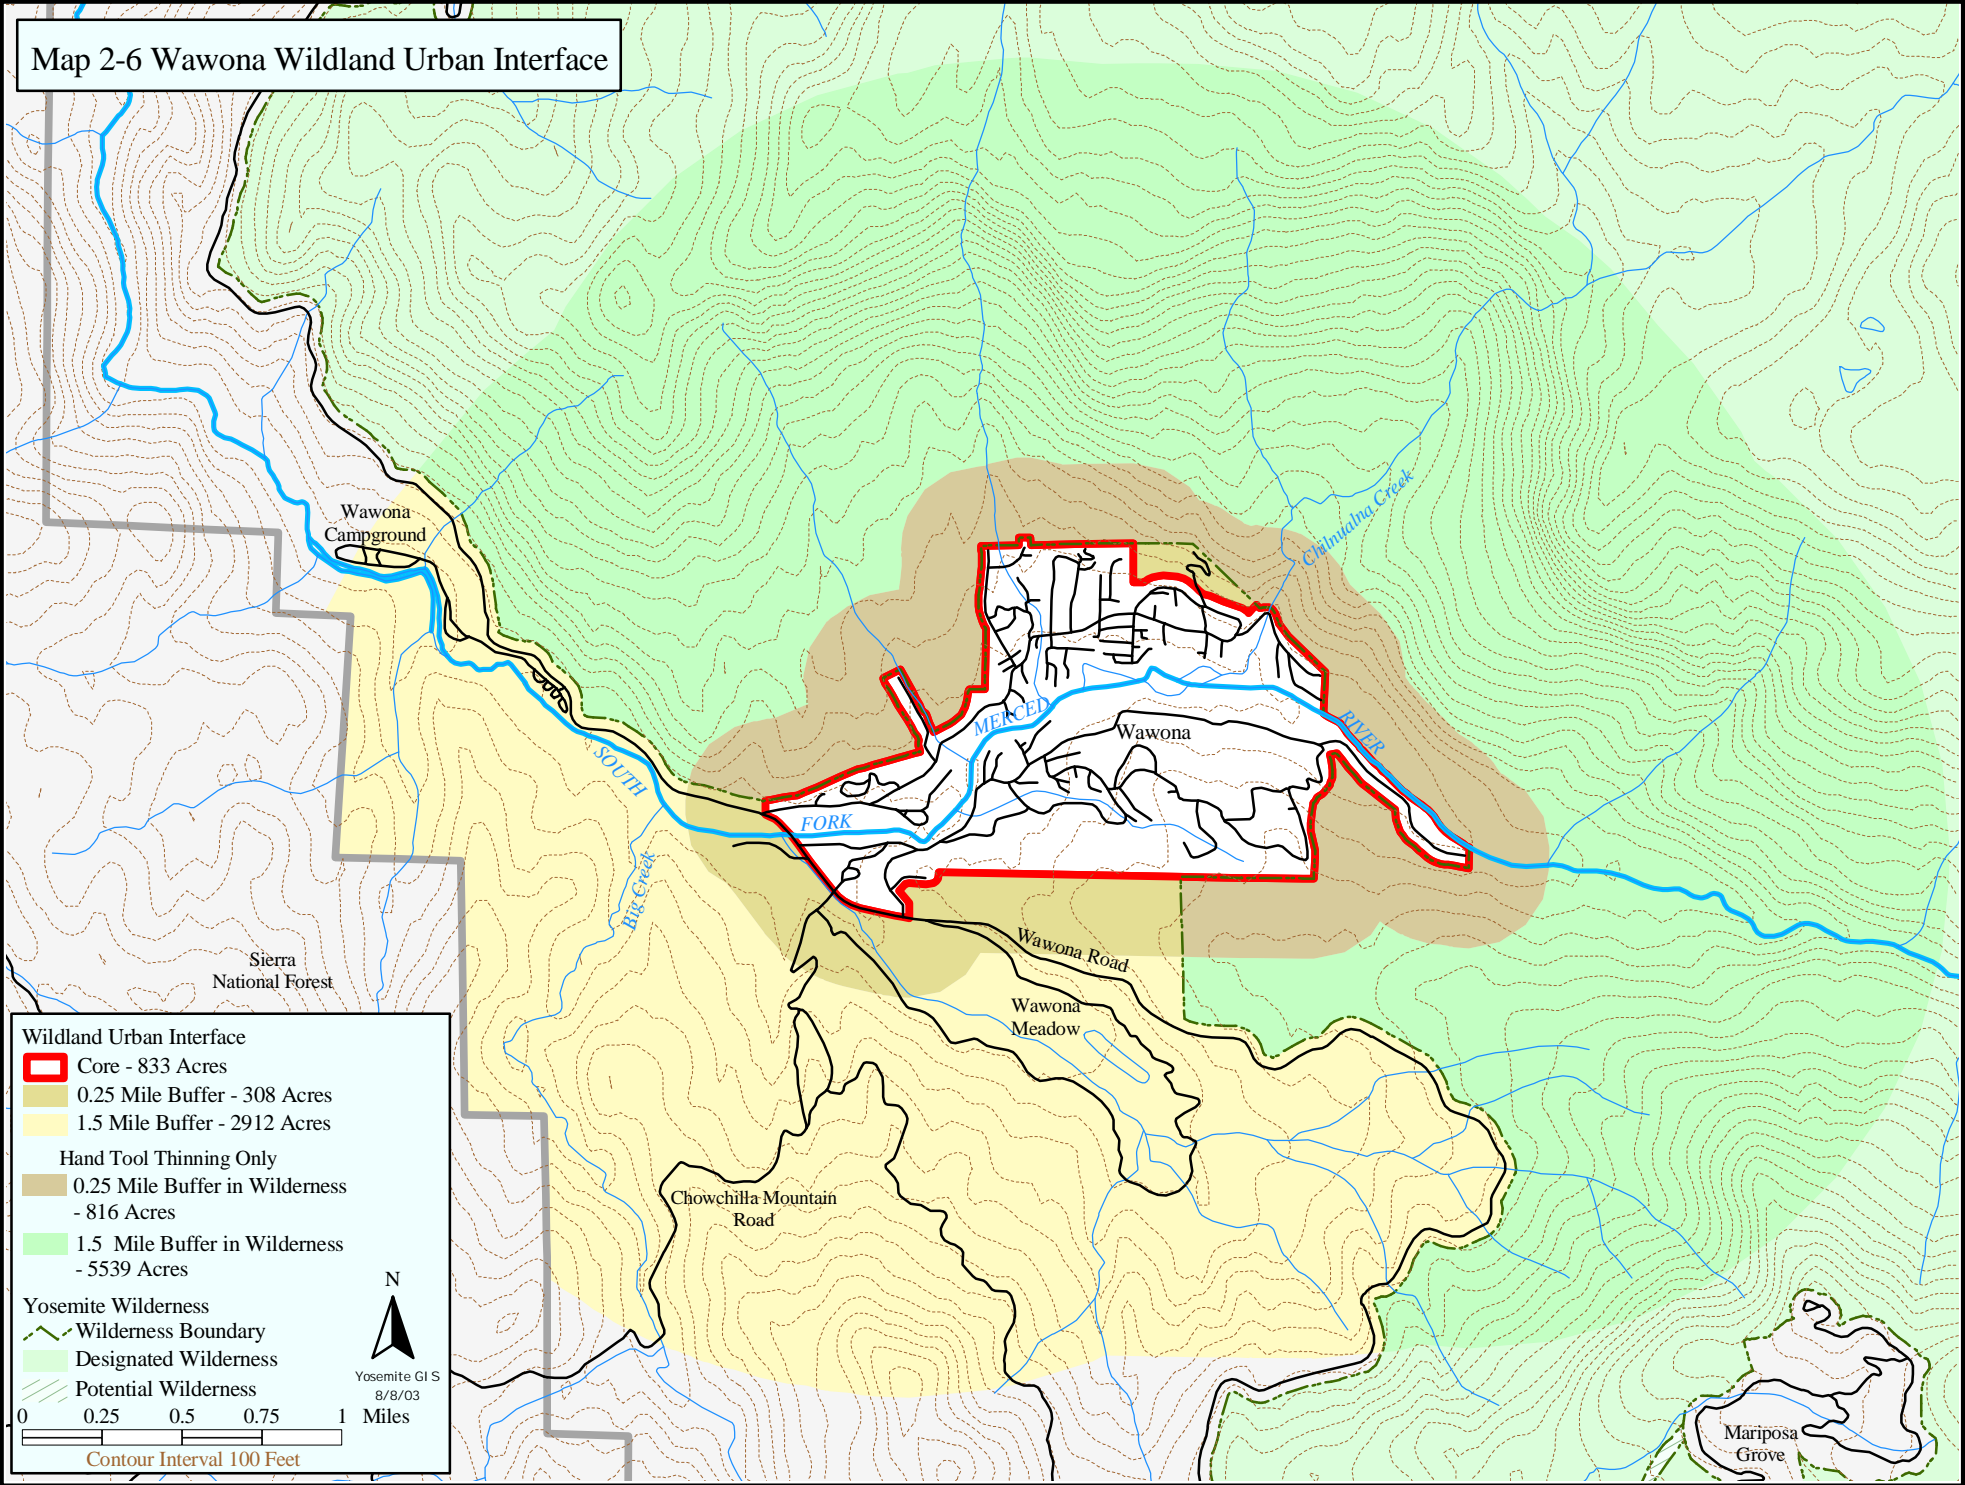 Map 2-6 Wawona Wildland Urban Interface
Wawona
Campground
Chilnualna Creek
MERCED
RIVER
Wawona
SOUTH
FORK
Big Creek
Wawona Road
Sierra
National Forest
Wawona
Meadow
Chowchilla Mountain
Road
Mariposa
Grove
Wildland Urban Interface
Core - 833 Acres
0.25 Mile Buffer - 308 Acres
1.5 Mile Buffer - 2912 Acres
Hand Tool Thinning Only
0.25 Mile Buffer in Wilderness
- 816 Acres
1.5 Mile Buffer in Wilderness
- 5539 Acres
Yosemite Wilderness
Wilderness Boundary
Designated Wilderness
Potential Wilderness
N
Yosemite GIS
8/8/03
0 0.25 0.5 0.75 1 Miles
Contour Interval 100 Feet